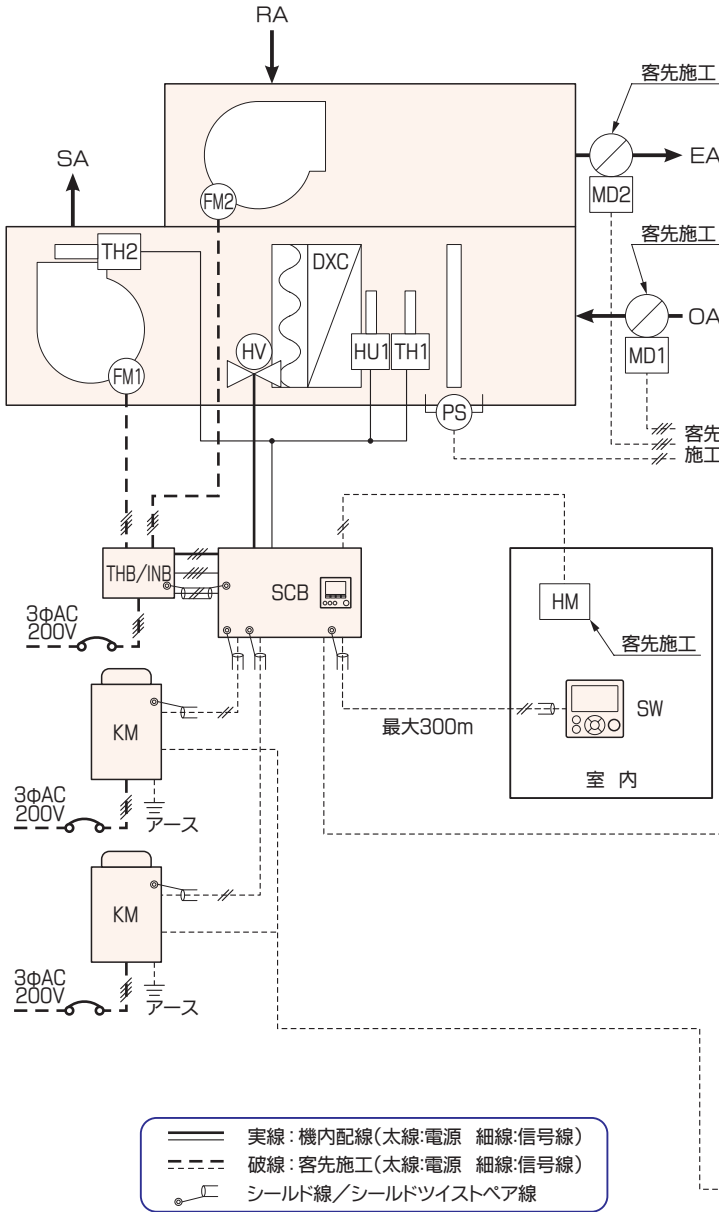 RA
客先施工
SA
EA
FM2
MD2
客先施工
TH2
DXC
OA
HV
HU1
TH1
MD1
FM1
PS
客先
施工
THB/INB
SCB
HM
3φAC
200V
客先施工
KM
SW
最大300m
室 内
3φAC
200V
アース
KM
3φAC
200V
アース
実線:機内配線(太線:電源 細線:信号線)
破線:客先施工(太線:電源 細線:信号線)
シールド線/シールドツイストペア線